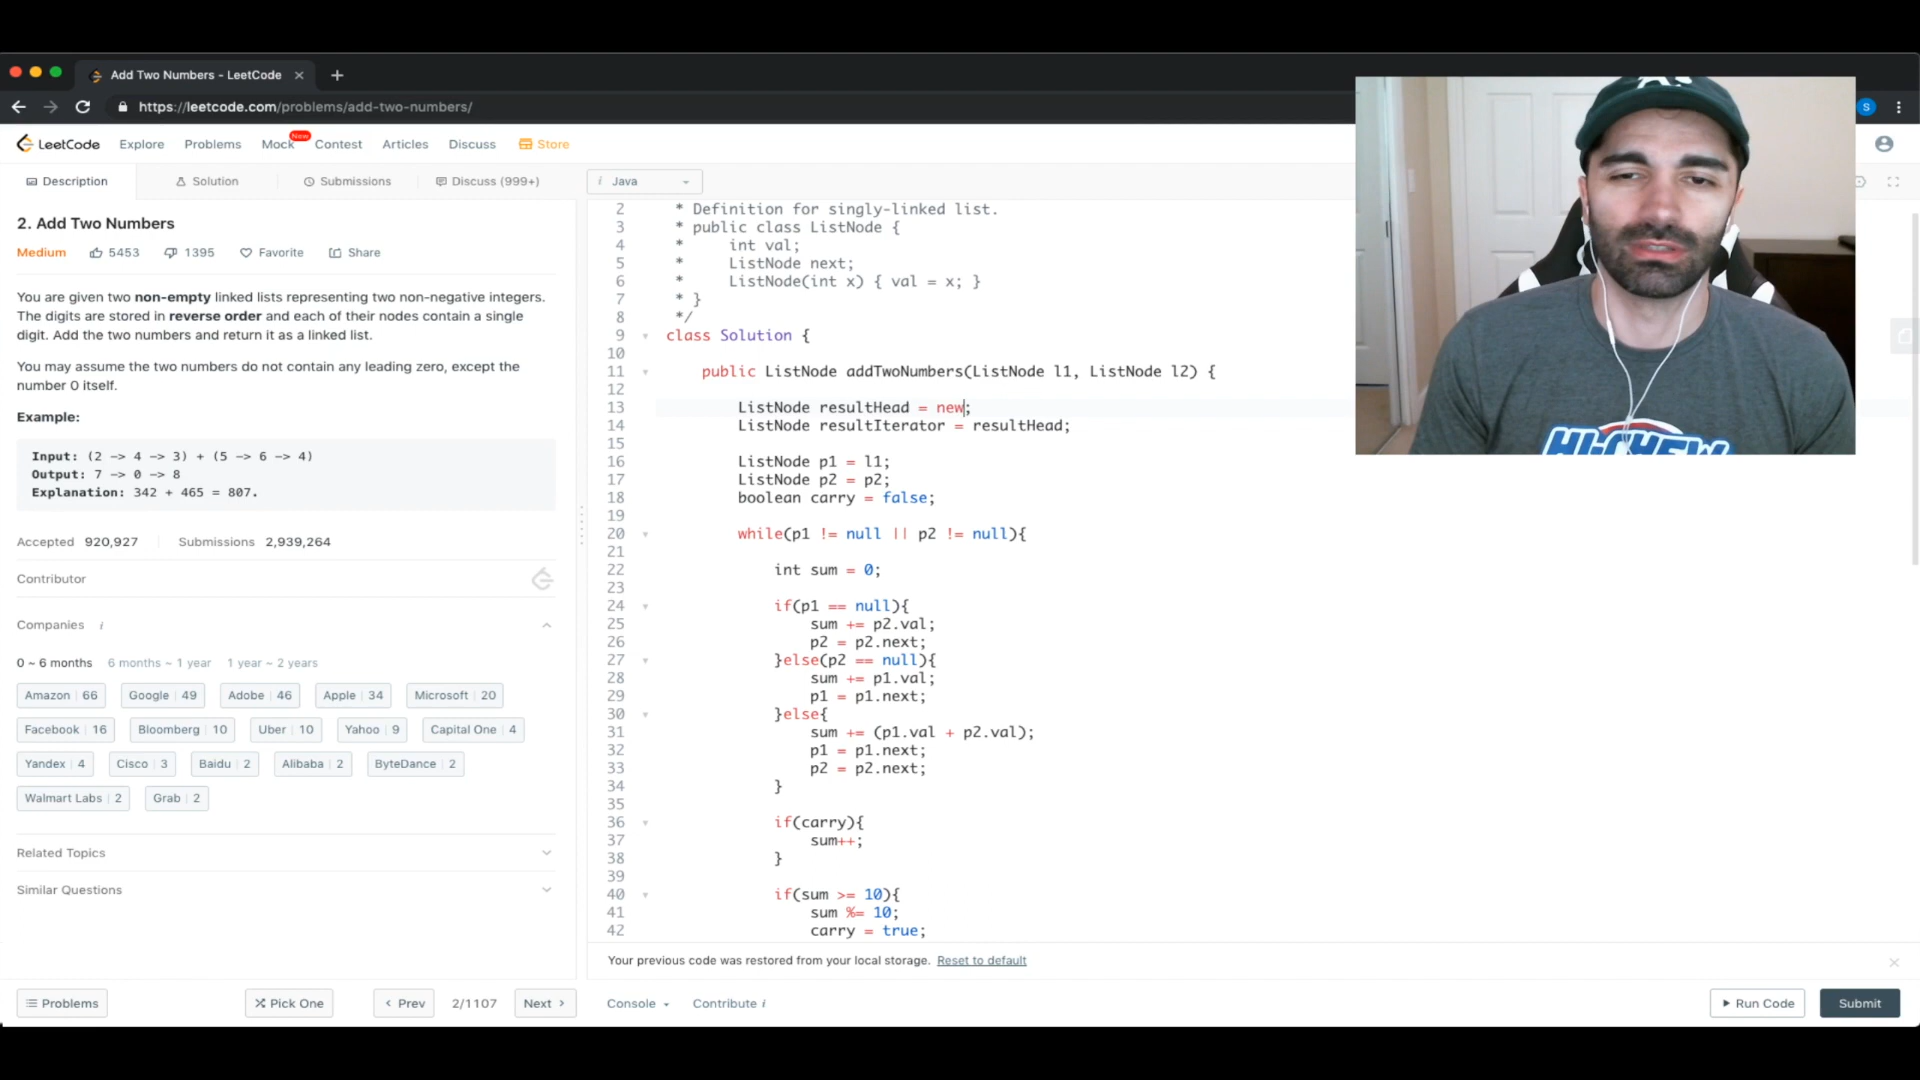 Add Two Numbers - LeetCode
https://leetcode.com/problems/add-two-numbers/
S
LeetCode Explore Problems Mock New Contest Articles Discuss Store
Description Solution Submissions Discuss (999+)
i Java
2. Add Two Numbers
Medium 5453 1395 Favorite Share
You are given two non-empty linked lists representing two non-negative integers.
The digits are stored in reverse order and each of their nodes contain a single
digit. Add the two numbers and return it as a linked list.
You may assume the two numbers do not contain any leading zero, except the
number 0 itself.
Example:
Input: (2 -> 4 -> 3) + (5 -> 6 -> 4)
Output: 7 -> 0 -> 8
Explanation: 342 + 465 = 807.
Accepted 920,927 Submissions 2,939,264
Contributor
Companies i
0 ~ 6 months 6 months ~ 1 year 1 year ~ 2 years
Amazon 66 Google 49 Adobe 46 Apple 34 Microsoft 20
Facebook 16 Bloomberg 10 Uber 10 Yahoo 9 Capital One 4
Yandex 4 Cisco 3 Baidu 2 Alibaba 2 ByteDance 2
Walmart Labs 2 Grab 2
Related Topics
Similar Questions
2 * Definition for singly-linked list.
3 * public class ListNode {
4 * int val;
5 * ListNode next;
6 * ListNode(int x) { val = x; }
7 * }
8 */
9 class Solution {
10
11 public ListNode addTwoNumbers(ListNode l1, ListNode l2) {
12
13 ListNode resultHead = new;
14 ListNode resultIterator = resultHead;
15
16 ListNode p1 = l1;
17 ListNode p2 = p2;
18 boolean carry = false;
19
20 while(p1 != null || p2 != null){
21
22 int sum = 0;
23
24 if(p1 == null){
25 sum += p2.val;
26 p2 = p2.next;
27 }else(p2 == null){
28 sum += p1.val;
29 p1 = p1.next;
30 }else{
31 sum += (p1.val + p2.val);
32 p1 = p1.next;
33 p2 = p2.next;
34 }
35
36 if(carry){
37 sum++;
38 }
39
40 if(sum >= 10){
41 sum %= 10;
42 carry = true;
Your previous code was restored from your local storage. Reset to default
Problems Pick One Prev 2/1107 Next Console Contribute i Run Code Submit
HI-CHEW